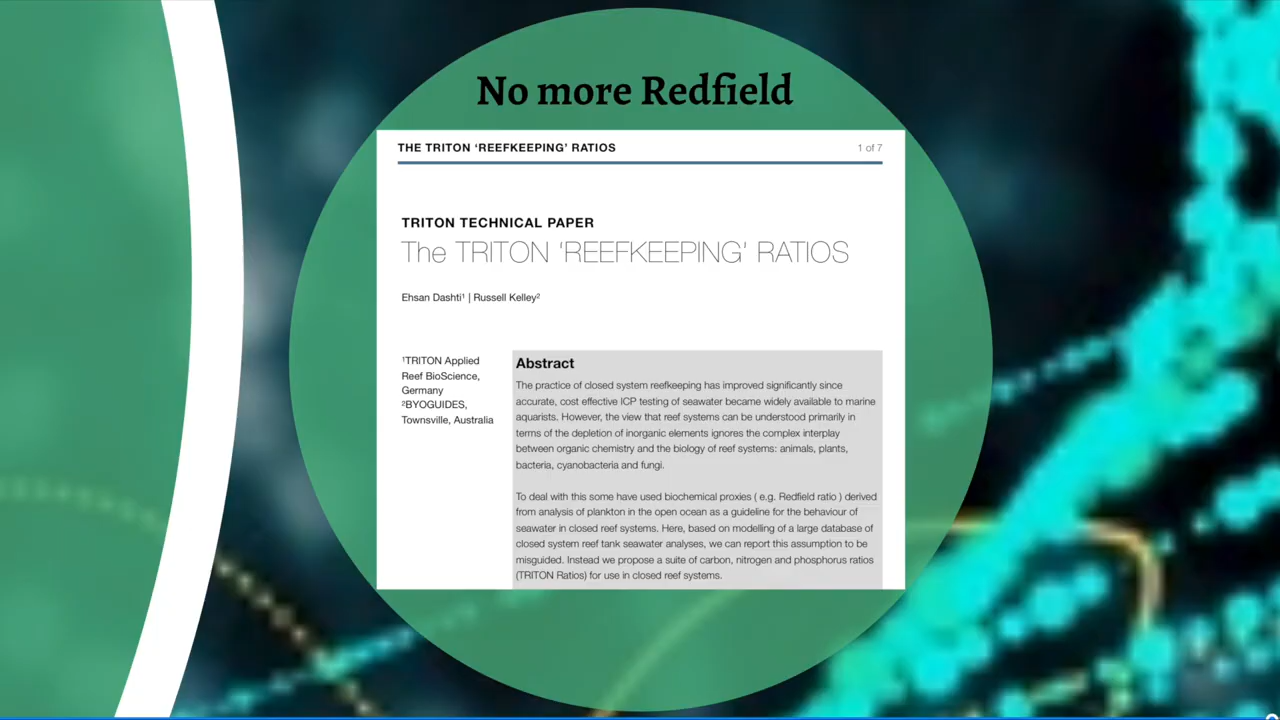 No more Redfield
THE TRITON ‘REEFKEEPING’ RATIOS
1 of 7
TRITON TECHNICAL PAPER
The TRITON ‘REEFKEEPING’ RATIOS
Ehsan Dashti¹ | Russell Kelley²
¹TRITON Applied
Reef BioScience,
Germany
²BYOGUIDES,
Townsville, Australia
Abstract
The practice of closed system reefkeeping has improved significantly since
accurate, cost effective ICP testing of seawater became widely available to marine
aquarists. However, the view that reef systems can be understood primarily in
terms of the depletion of inorganic elements ignores the complex interplay
between organic chemistry and the biology of reef systems: animals, plants,
bacteria, cyanobacteria and fungi.
To deal with this some have used biochemical proxies ( e.g. Redfield ratio ) derived
from analysis of plankton in the open ocean as a guideline for the behaviour of
seawater in closed reef systems. Here, based on modelling of a large database of
closed system reef tank seawater analyses, we can report this assumption to be
misguided. Instead we propose a suite of carbon, nitrogen and phosphorus ratios
(TRITON Ratios) for use in closed reef systems.